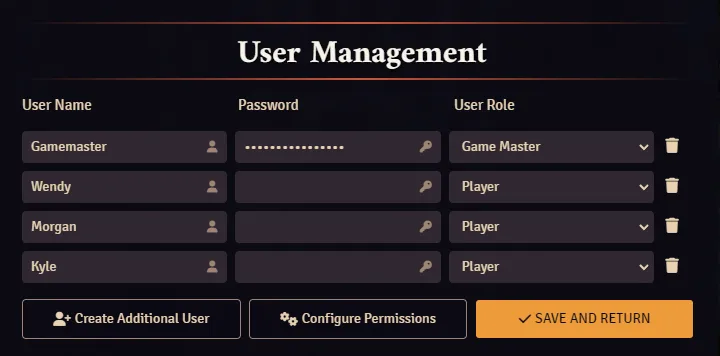 User Management
User Name Password User Role
Gamemaster •••••••••••••••• Game Master
Wendy Player
Morgan Player
Kyle Player
Create Additional User Configure Permissions SAVE AND RETURN